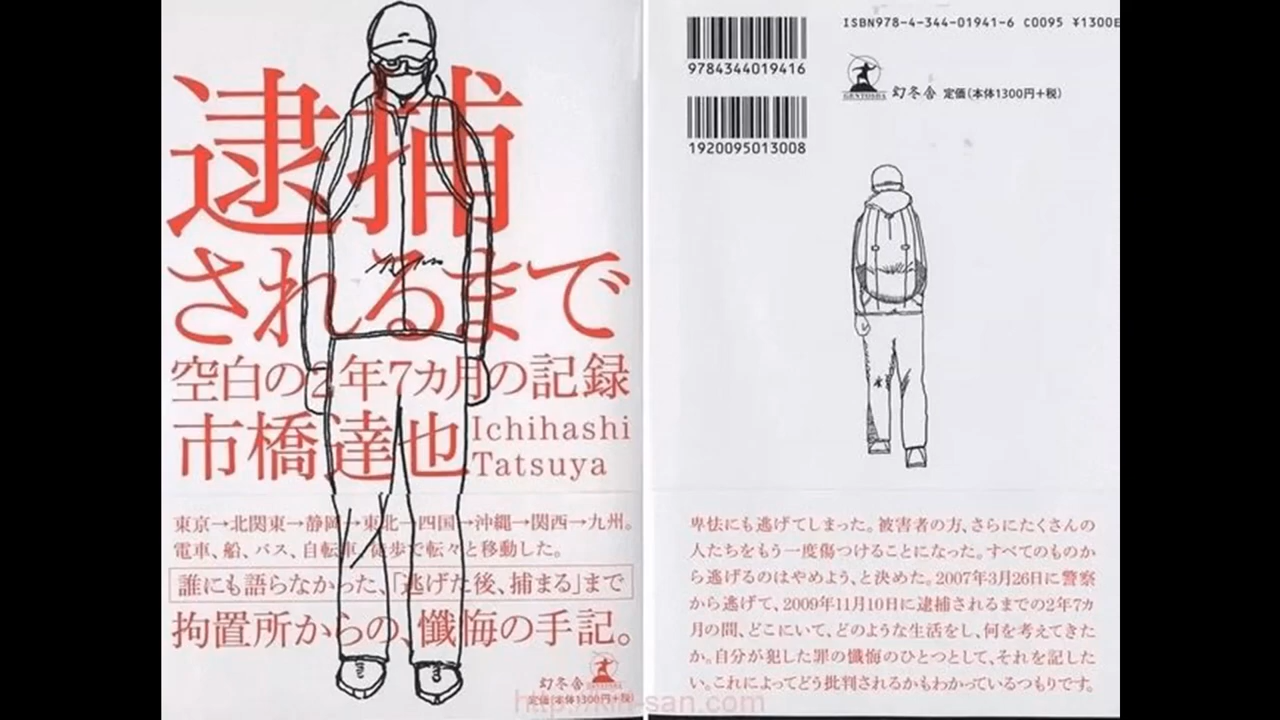 逮捕
されるまで
空白の2年7カ月の記録
市橋達也
Ichihashi
Tatsuya
東京→北関東→静岡→東北→四国→沖縄→関西→九州。
電車、船、バス、自転車、徒歩で転々と移動した。
誰にも語らなかった、「逃げた後、捕まる」まで
拘置所からの、懺悔の手記。
幻冬舎
定価(本体1300円+税)
9784344019416
1920095013008
ISBN978-4-344-01941-6 C0095 ¥1300E
GENTOSHA 幻冬舎 定価(本体1300円+税)
卑怯にも逃げてしまった。被害者の方、さらにたくさんの
人たちをもう一度傷つけることになった。すべてのものか
ら逃げるのはやめよう、と決めた。2007年3月26日に警察
から逃げて、2009年11月10日に逮捕されるまでの2年7カ
月の間、どこにいて、どのような生活をし、何を考えてきた
か。自分が犯した罪の懺悔のひとつとして、それを記した
い。これによってどう批判されるかもわかっているつもりです。
http://kin-san.com